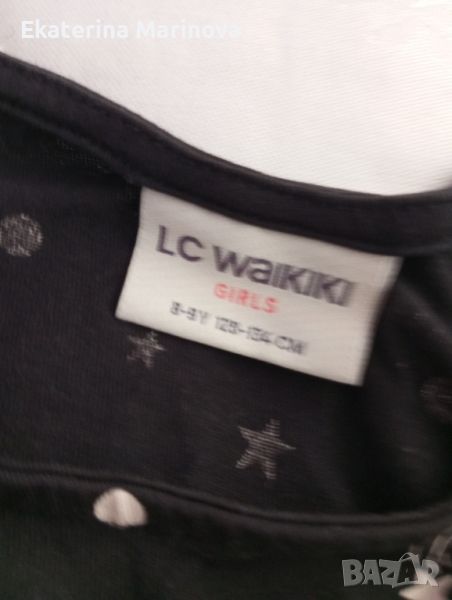 Ekaterina Marinova
LC WAIKIKI
GIRLS
8-9Y 128-134 CM
BAZAR